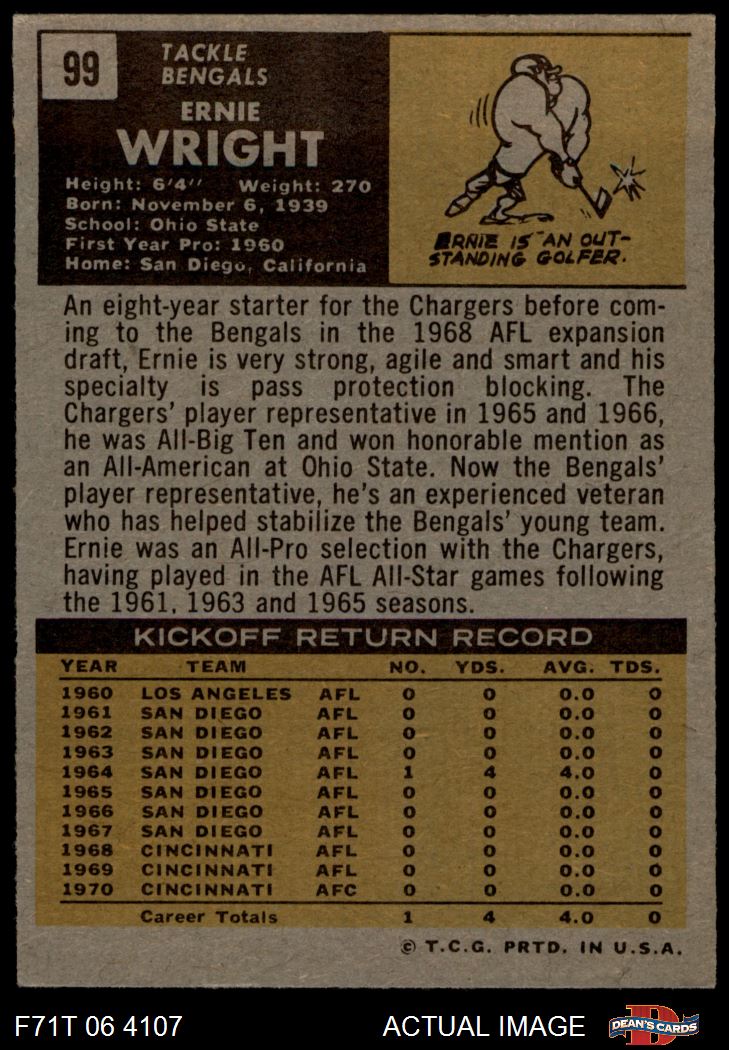 99
TACKLE
BENGALS
ERNIE
WRIGHT
Height: 6'4" Weight: 270
Born: November 6, 1939
School: Ohio State
First Year Pro: 1960
Home: San Diego, California
ERNIE IS AN OUT-
STANDING GOLFER.
An eight-year starter for the Chargers before com-
ing to the Bengals in the 1968 AFL expansion
draft, Ernie is very strong, agile and smart and his
specialty is pass protection blocking. The
Chargers' player representative in 1965 and 1966,
he was All-Big Ten and won honorable mention as
an All-American at Ohio State. Now the Bengals'
player representative, he's an experienced veteran
who has helped stabilize the Bengals' young team.
Ernie was an All-Pro selection with the Chargers,
having played in the AFL All-Star games following
the 1961, 1963 and 1965 seasons.
KICKOFF RETURN RECORD
YEAR TEAM NO. YDS. AVG. TDS.
1960 LOS ANGELES AFL 0 0 0.0 0
1961 SAN DIEGO AFL 0 0 0.0 0
1962 SAN DIEGO AFL 0 0 0.0 0
1963 SAN DIEGO AFL 0 0 0.0 0
1964 SAN DIEGO AFL 1 4 4.0 0
1965 SAN DIEGO AFL 0 0 0.0 0
1966 SAN DIEGO AFL 0 0 0.0 0
1967 SAN DIEGO AFL 0 0 0.0 0
1968 CINCINNATI AFL 0 0 0.0 0
1969 CINCINNATI AFL 0 0 0.0 0
1970 CINCINNATI AFC 0 0 0.0 0
Career Totals 1 4 4.0 0
© T.C.G. PRTD. IN U.S.A.
F71T 06 4107 ACTUAL IMAGE D DEAN'S CARDS